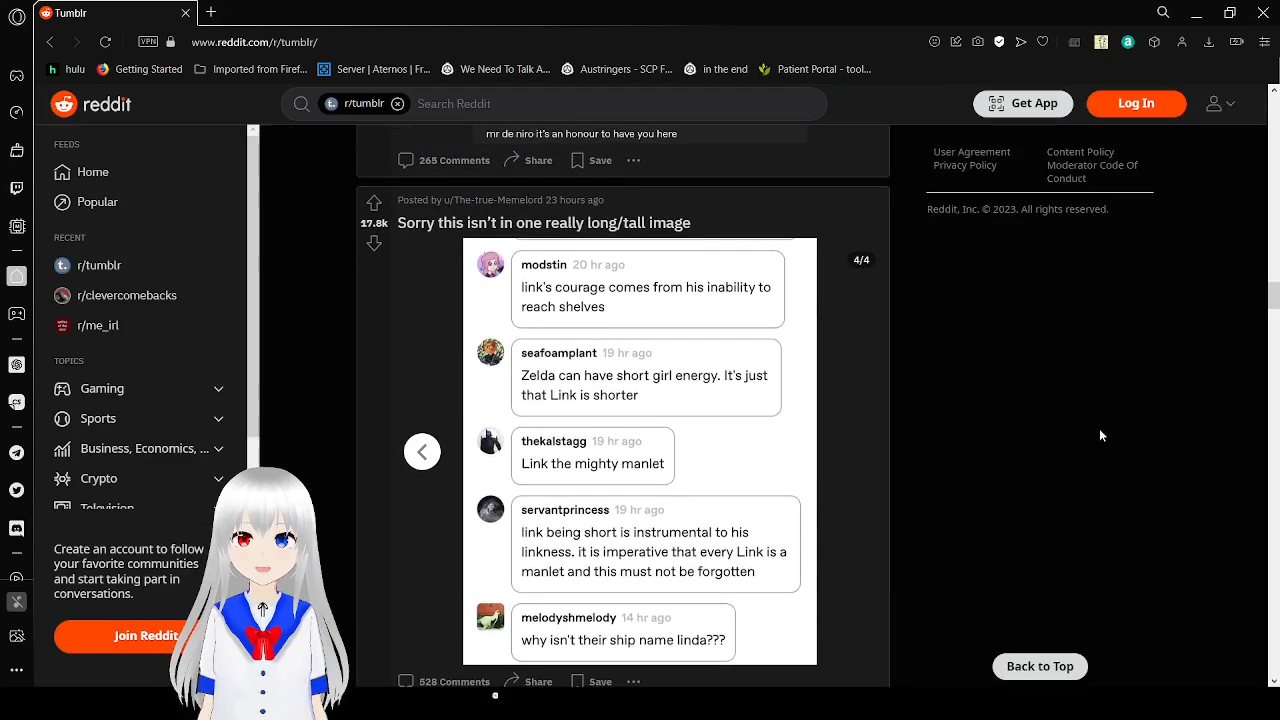 Tumblr
VPN
www.reddit.com/r/tumblr/
hulu
Getting Started
Imported from Firef...
Server | Aternos | Fr...
We Need To Talk A...
Austringers - SCP F...
in the end
Patient Portal - tool...
reddit
r/tumblr
Search Reddit
Get App
Log In
FEEDS
Home
Popular
RECENT
r/tumblr
r/clevercomebacks
r/me_irl
TOPICS
Gaming
Sports
Business, Economics, ...
Crypto
Television
Create an account to follow
your favorite communities
and start taking part in
conversations.
Join Reddit
mr de niro it's an honour to have you here
265 Comments
Share
Save
Posted by u/The-true-Memelord 23 hours ago
17.8k
Sorry this isn't in one really long/tall image
4/4
modstin 20 hr ago
link's courage comes from his inability to
reach shelves
seafoamplant 19 hr ago
Zelda can have short girl energy. It's just
that Link is shorter
thekalstagg 19 hr ago
Link the mighty manlet
servantprincess 19 hr ago
link being short is instrumental to his
linkness. it is imperative that every Link is a
manlet and this must not be forgotten
melodyshmelody 14 hr ago
why isn't their ship name linda???
528 Comments
Share
Save
User Agreement
Privacy Policy
Content Policy
Moderator Code Of
Conduct
Reddit, Inc. © 2023. All rights reserved.
Back to Top